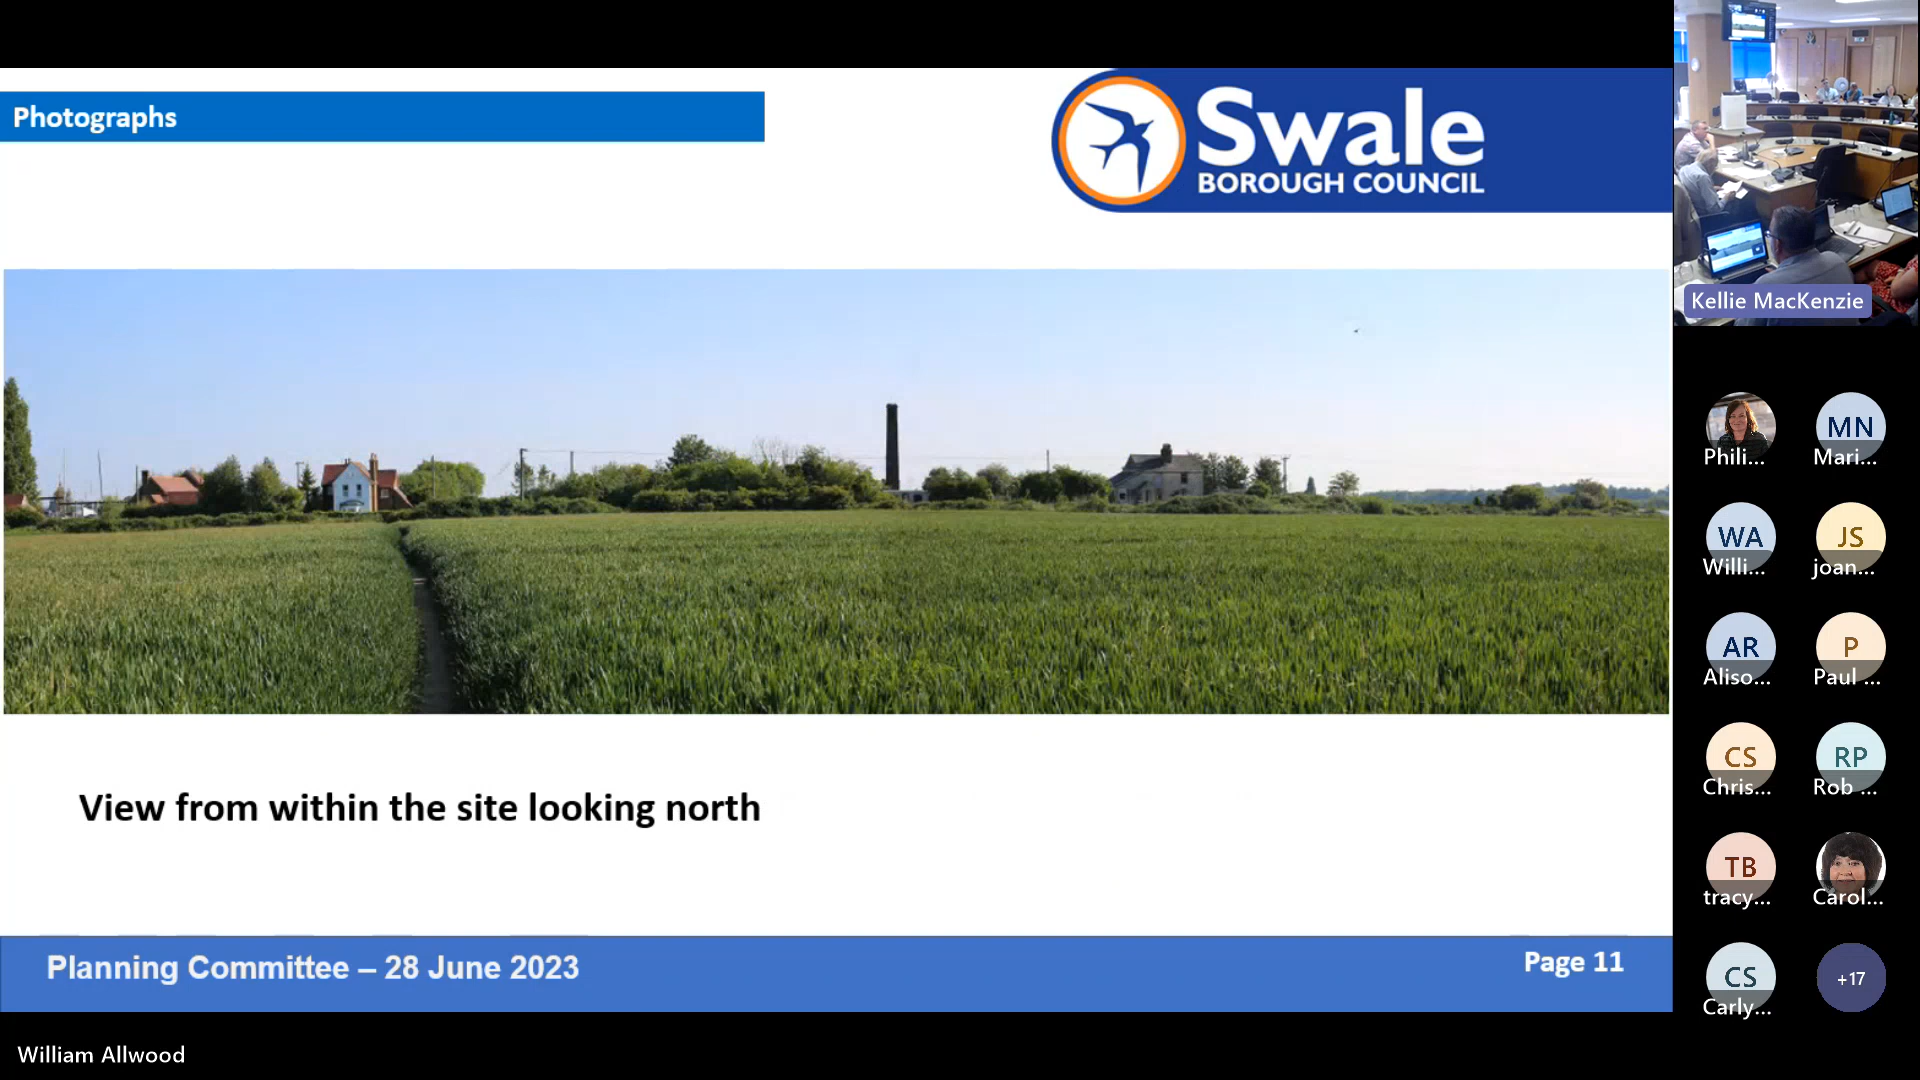 Photographs
Swale
BOROUGH COUNCIL
View from within the site looking north
Planning Committee – 28 June 2023
Page 11
William Allwood
Kellie MacKenzie
Phili...
MN
Mari...
WA
Willi...
JS
joan...
AR
Aliso...
P
Paul ...
CS
Chris...
RP
Rob ...
TB
tracy...
Carol...
CS
Carly...
+17